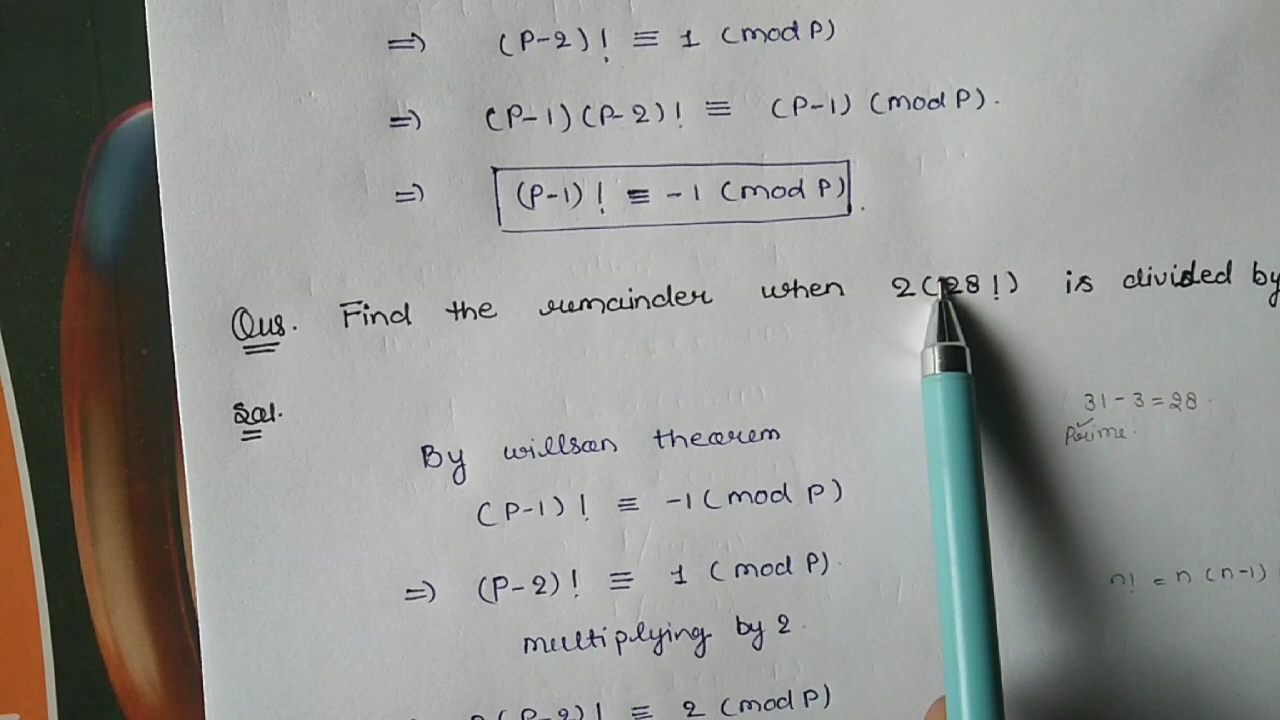 =) (P-2)! ≡ 1 (mod P)
=) (P-1)(P-2)! ≡ (P-1) (mod P).
=) (P-1)! ≡ -1 (mod P).
Qus. Find the remainder when 2(28!) is divided by
Sol.
31-3=28.
Prime.
By willson theorem
(P-1)! ≡ -1(mod P)
=) (P-2)! ≡ 1 (mod P).
n! = n (n-1)
multiplying by 2.
2(P-2)! ≡ 2 (mod P)